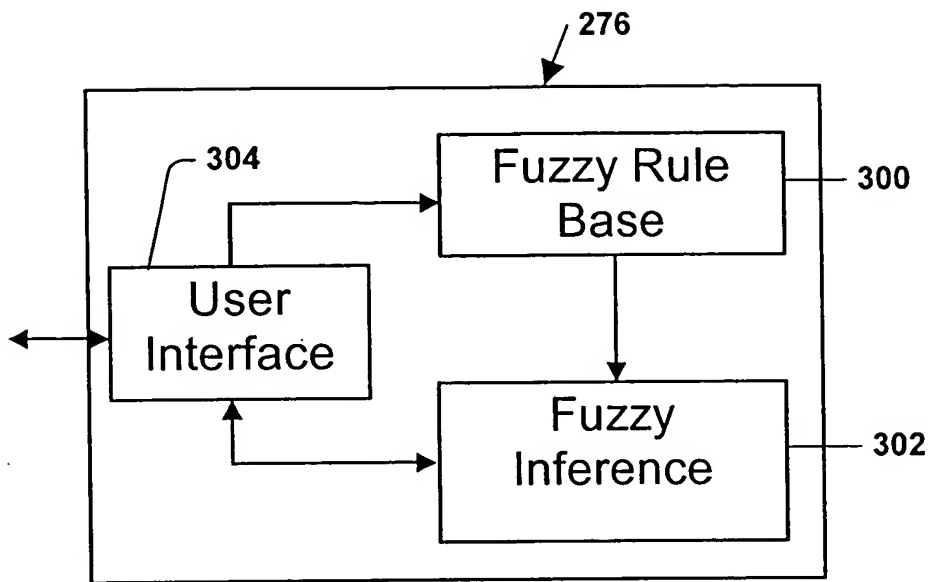 276
304
Fuzzy Rule
Base
300
User
Interface
Fuzzy
Inference
302